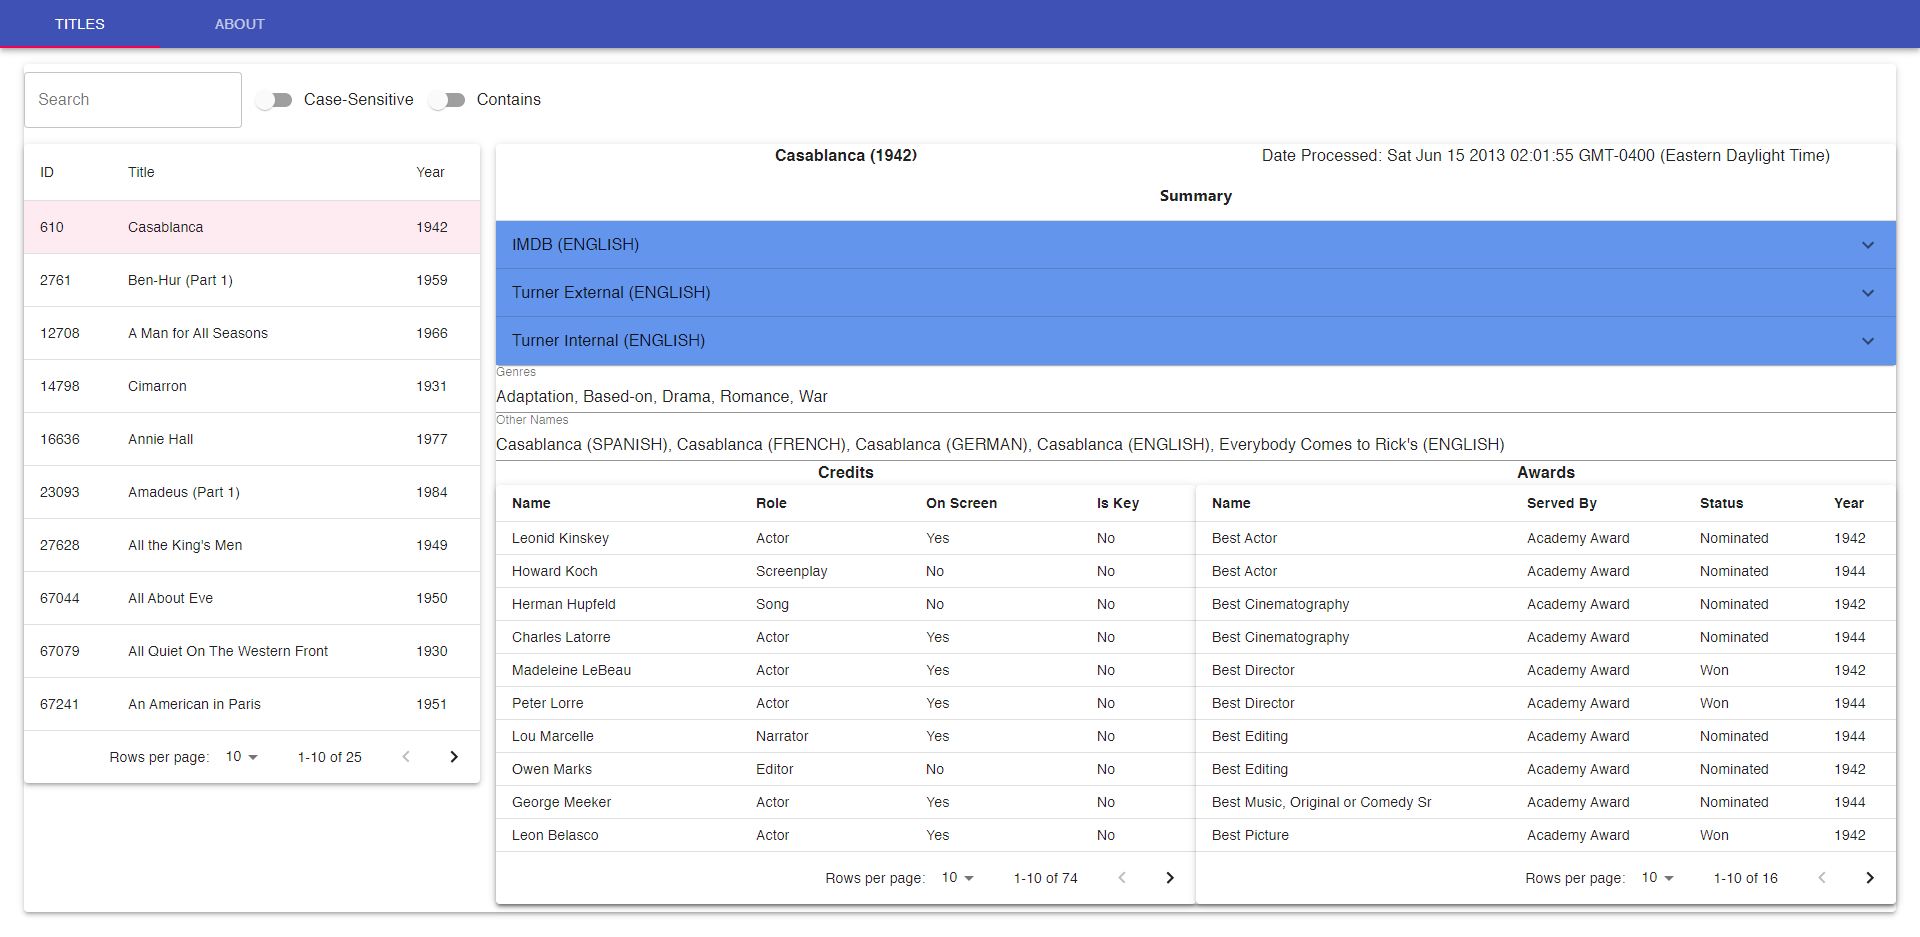 TITLES ABOUT
Search Case-Sensitive Contains
ID Title Year
610 Casablanca 1942
2761 Ben-Hur (Part 1) 1959
12708 A Man for All Seasons 1966
14798 Cimarron 1931
16636 Annie Hall 1977
23093 Amadeus (Part 1) 1984
27628 All the King's Men 1949
67044 All About Eve 1950
67079 All Quiet On The Western Front 1930
67241 An American in Paris 1951
Rows per page: 10 1-10 of 25
Casablanca (1942) Date Processed: Sat Jun 15 2013 02:01:55 GMT-0400 (Eastern Daylight Time)
Summary
IMDB (ENGLISH)
Turner External (ENGLISH)
Turner Internal (ENGLISH)
Genres
Adaptation, Based-on, Drama, Romance, War
Other Names
Casablanca (SPANISH), Casablanca (FRENCH), Casablanca (GERMAN), Casablanca (ENGLISH), Everybody Comes to Rick's (ENGLISH)
Credits
Name Role On Screen Is Key
Leonid Kinskey Actor Yes No
Howard Koch Screenplay No No
Herman Hupfeld Song No No
Charles Latorre Actor Yes No
Madeleine LeBeau Actor Yes No
Peter Lorre Actor Yes No
Lou Marcelle Narrator Yes No
Owen Marks Editor No No
George Meeker Actor Yes No
Leon Belasco Actor Yes No
Rows per page: 10 1-10 of 74
Awards
Name Served By Status Year
Best Actor Academy Award Nominated 1942
Best Actor Academy Award Nominated 1944
Best Cinematography Academy Award Nominated 1942
Best Cinematography Academy Award Nominated 1944
Best Director Academy Award Won 1942
Best Director Academy Award Won 1944
Best Editing Academy Award Nominated 1944
Best Editing Academy Award Nominated 1942
Best Music, Original or Comedy Sr Academy Award Nominated 1944
Best Picture Academy Award Won 1942
Rows per page: 10 1-10 of 16